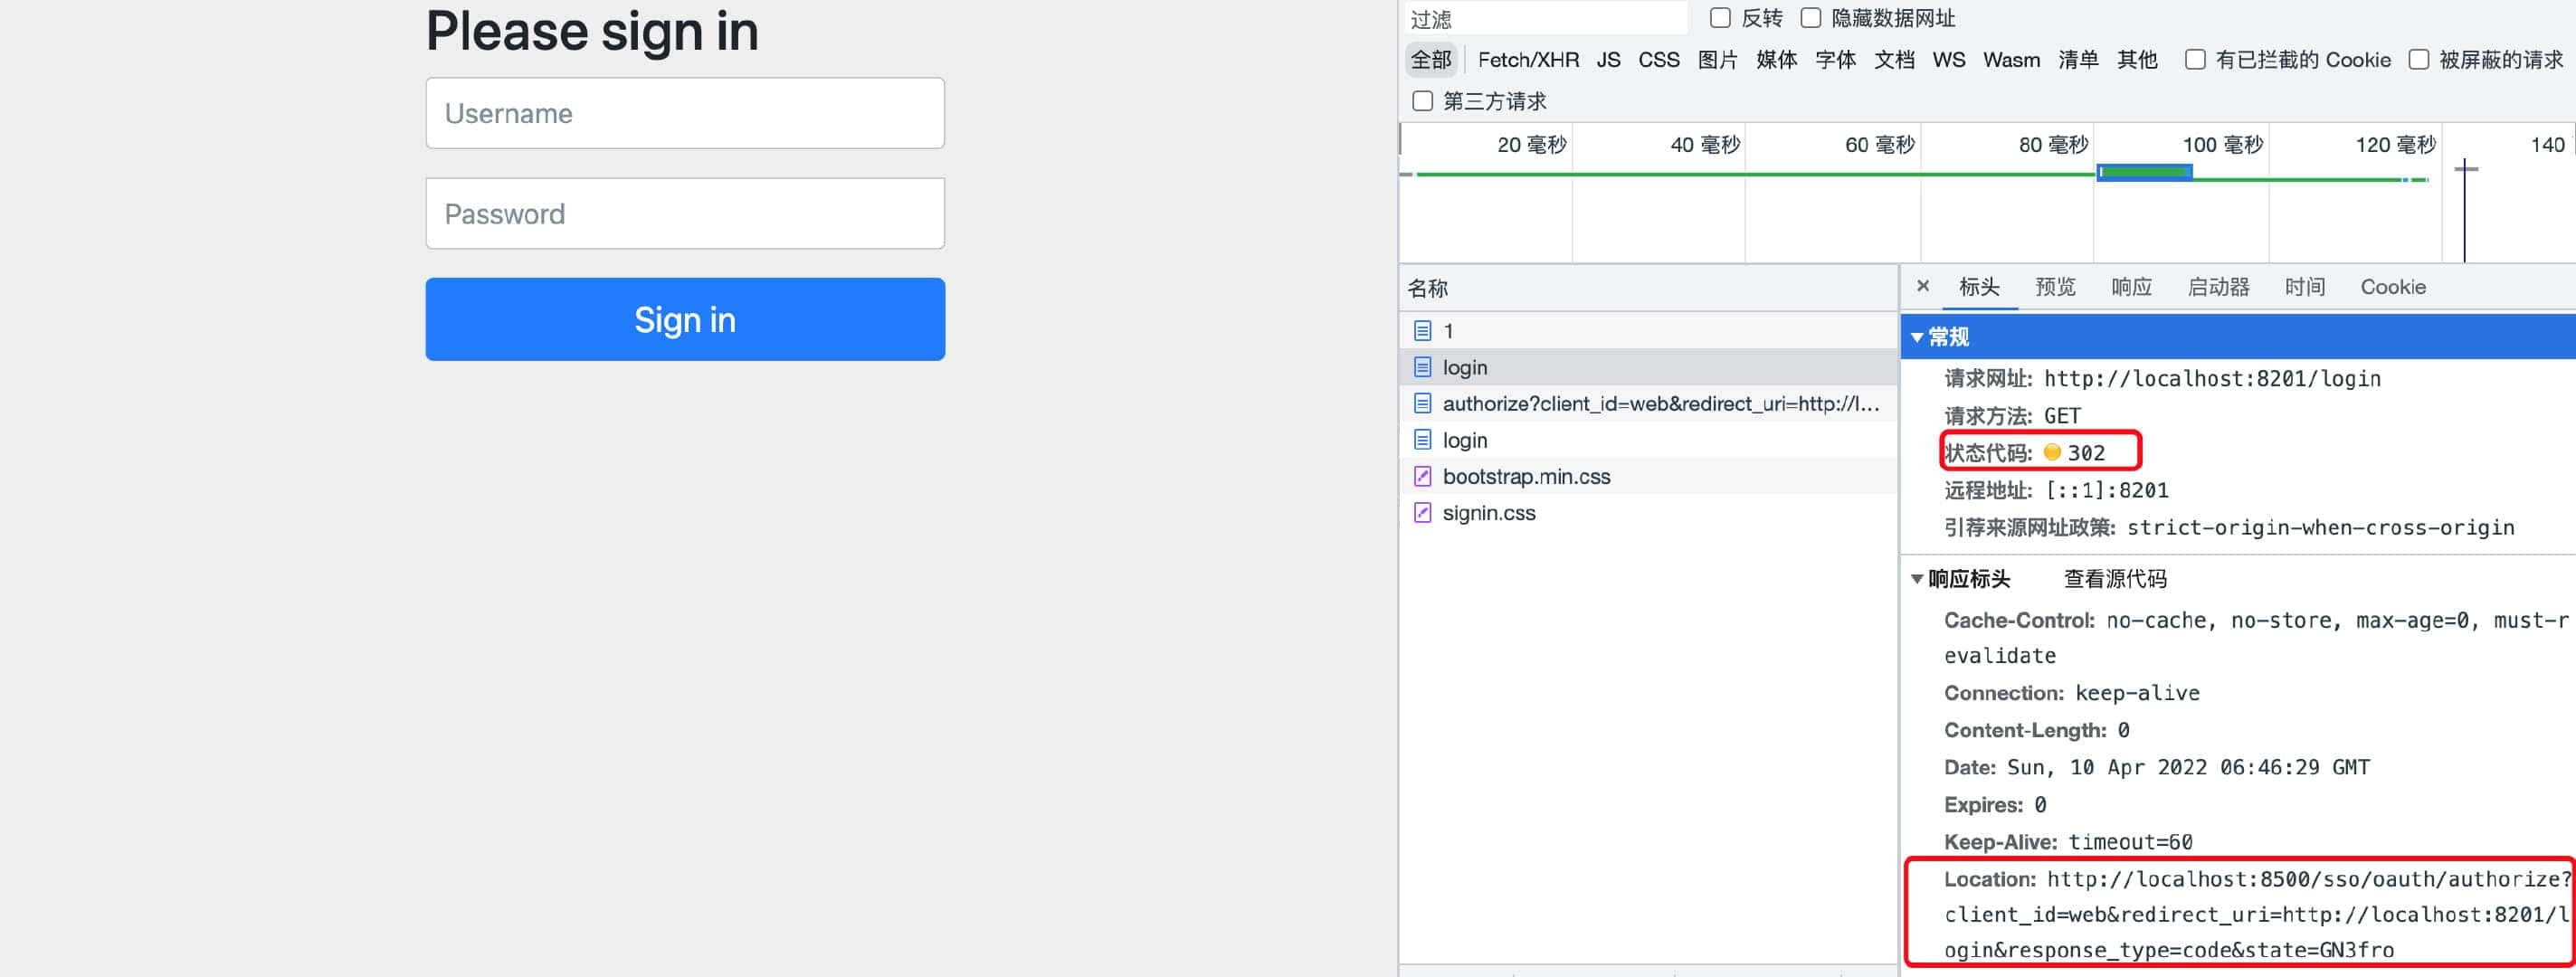 Please sign in
Username
Password
Sign in
过滤
反转
隐藏数据网址
全部 Fetch/XHR JS CSS 图片 媒体 字体 文档 WS Wasm 清单 其他 有已拦截的 Cookie 被屏蔽的请求
第三方请求
20 毫秒 40 毫秒 60 毫秒 80 毫秒 100 毫秒 120 毫秒 140
名称
1
login
authorize?client_id=web&redirect_uri=http://l...
login
bootstrap.min.css
signin.css
× 标头 预览 响应 启动器 时间 Cookie
常规
请求网址: http://localhost:8201/login
请求方法: GET
状态代码: 302
远程地址: [::1]:8201
引荐来源网址政策: strict-origin-when-cross-origin
响应标头 查看源代码
Cache-Control: no-cache, no-store, max-age=0, must-r
evalidate
Connection: keep-alive
Content-Length: 0
Date: Sun, 10 Apr 2022 06:46:29 GMT
Expires: 0
Keep-Alive: timeout=60
Location: http://localhost:8500/sso/oauth/authorize?
client_id=web&redirect_uri=http://localhost:8201/l
ogin&response_type=code&state=GN3fro